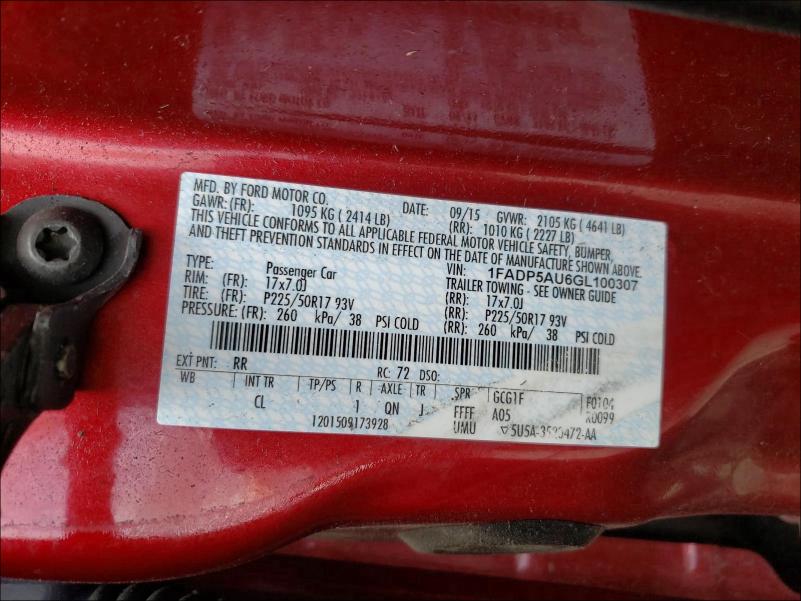 MFD. BY FORD MOTOR CO. DATE: 09/15 GVWR: 2105 KG (4641 LB)
GAWR: (FR): 1095 KG (2414 LB) (RR): 1010 KG (2227 LB)
THIS VEHICLE CONFORMS TO ALL APPLICABLE FEDERAL MOTOR VEHICLE SAFETY, BUMPER,
AND THEFT PREVENTION STANDARDS IN EFFECT ON THE DATE OF MANUFACTURE SHOWN ABOVE.
VIN: 1FADP5AU6GL100307
TYPE: Passenger Car TRAILER TOWING - SEE OWNER GUIDE
RIM: (FR): 17x7.0J (RR): 17x7.0J
TIRE: (FR): P225/50R17 93V (RR): P225/50R17 93V
PRESSURE: (FR): 260 kPa/ 38 PSI COLD (RR): 260 kPa/ 38 PSI COLD
EXT PNT: RR RC: 72 DSO:
WB INT TR TP/PS R AXLE TR SPR GCG1F F0104
CL 1 QN J FFFF A05 R0099
1201509173928 UMU